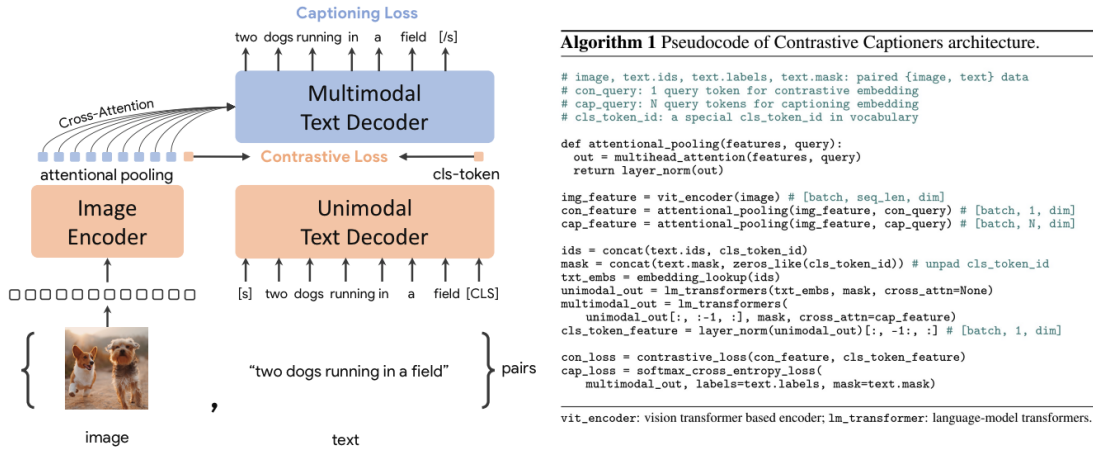 Captioning Loss
two dogs running in a field [/s]
Multimodal
Text Decoder
Cross-Attention
Contrastive Loss
attentional pooling
cls-token
Image
Encoder
Unimodal
Text Decoder
[s] two dogs running in a field [CLS]
"two dogs running in a field"
pairs
,
image
text
Algorithm 1 Pseudocode of Contrastive Captioners architecture.
# image, text.ids, text.labels, text.mask: paired {image, text} data
# con_query: 1 query token for contrastive embedding
# cap_query: N query tokens for captioning embedding
# cls_token_id: a special cls_token_id in vocabulary
def attentional_pooling(features, query):
  out = multihead_attention(features, query)
  return layer_norm(out)
img_feature = vit_encoder(image) # [batch, seq_len, dim]
con_feature = attentional_pooling(img_feature, con_query) # [batch, 1, dim]
cap_feature = attentional_pooling(img_feature, cap_query) # [batch, N, dim]
ids = concat(text.ids, cls_token_id)
mask = concat(text.mask, zeros_like(cls_token_id)) # unpad cls_token_id
txt_embs = embedding_lookup(ids)
unimodal_out = lm_transformers(txt_embs, mask, cross_attn=None)
multimodal_out = lm_transformers(
    unimodal_out[:, :-1, :], mask, cross_attn=cap_feature)
cls_token_feature = layer_norm(unimodal_out)[:, -1:, :] # [batch, 1, dim]
con_loss = contrastive_loss(con_feature, cls_token_feature)
cap_loss = softmax_cross_entropy_loss(
    multimodal_out, labels=text.labels, mask=text.mask)
vit_encoder: vision transformer based encoder; lm_transformer: language-model transformers.